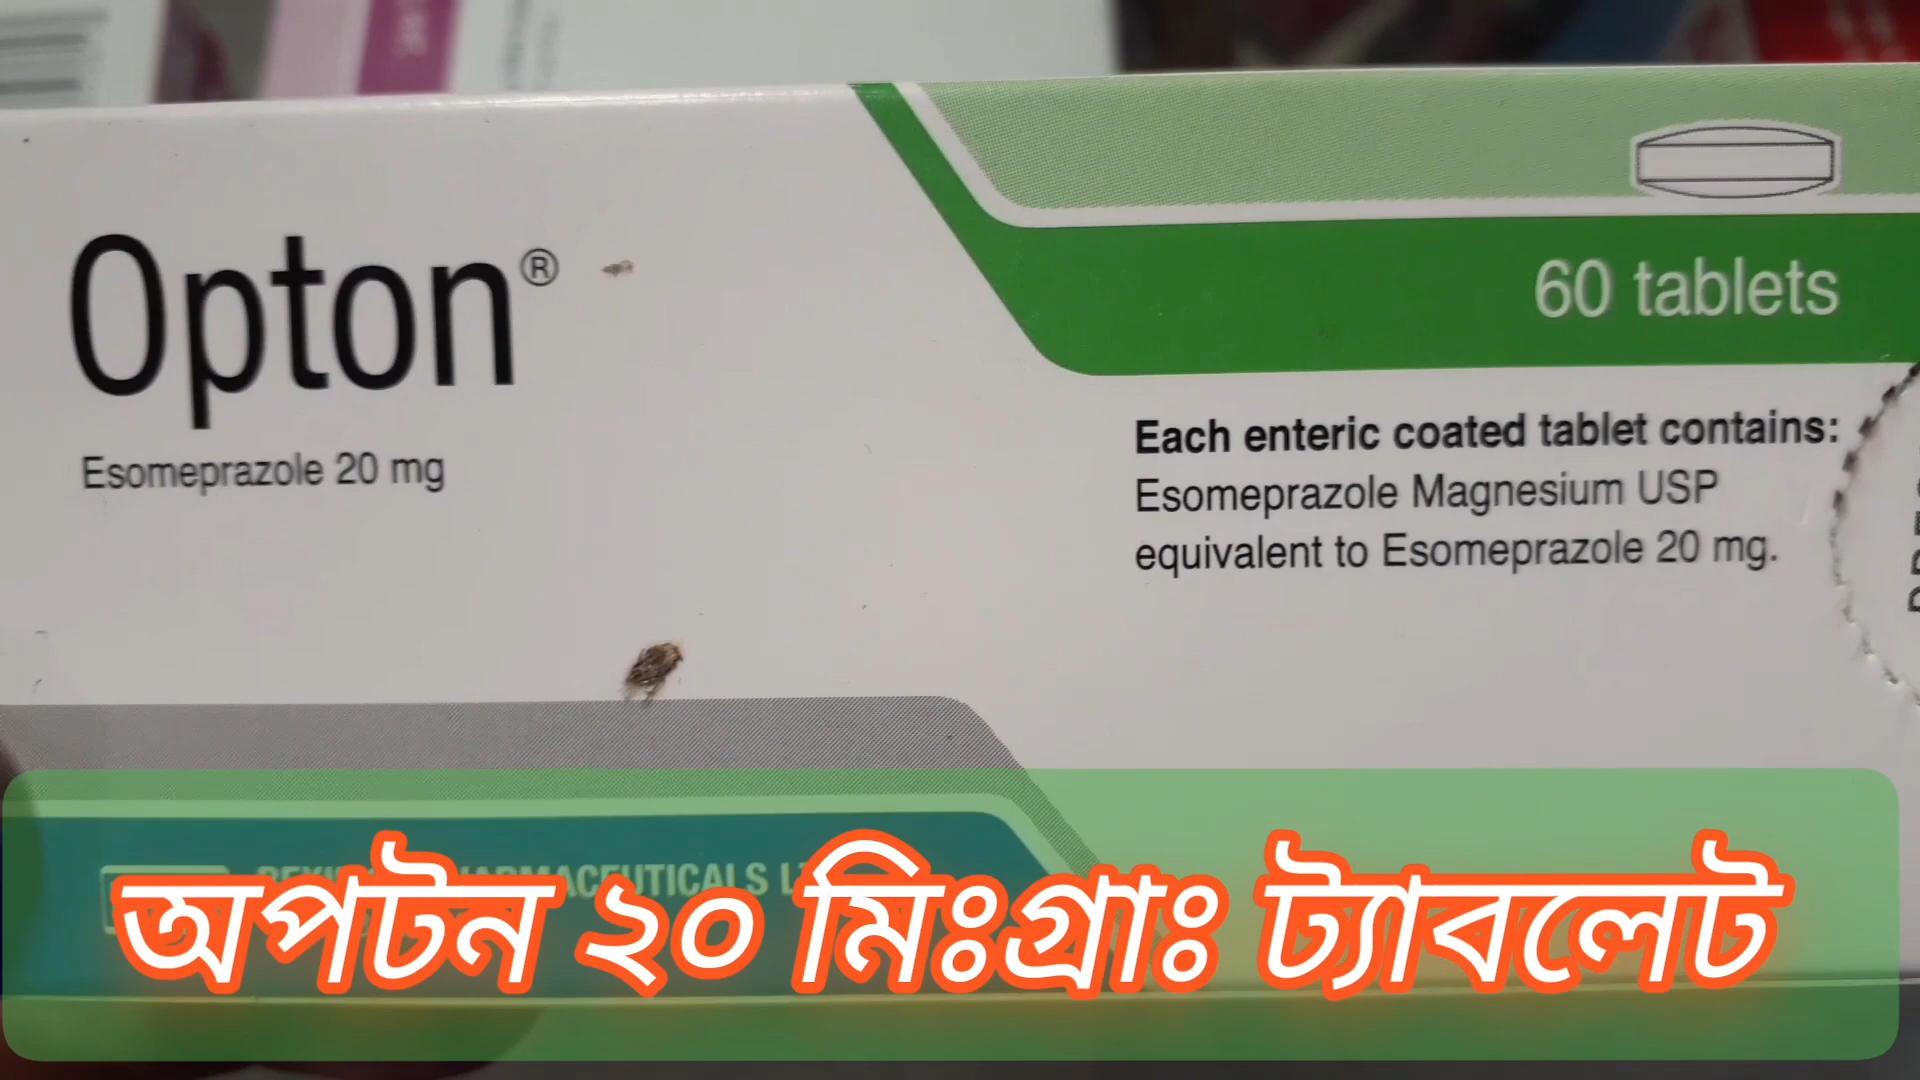 Opton®
Esomeprazole 20 mg
60 tablets
Each enteric coated tablet contains:
Esomeprazole Magnesium USP
equivalent to Esomeprazole 20 mg.
অপটন ২০ মিঃগ্রাঃ ট্যাবলেট